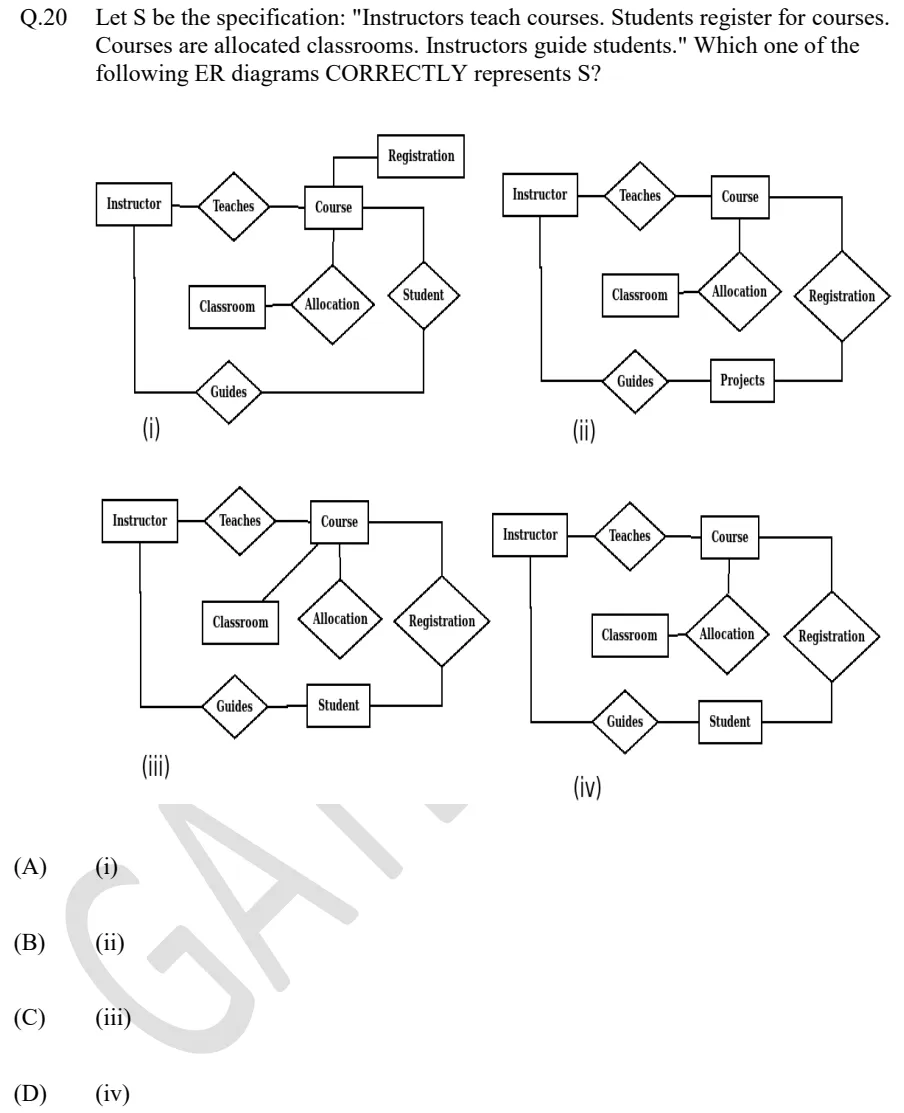 Q.20 Let S be the specification: "Instructors teach courses. Students register for courses.
Courses are allocated classrooms. Instructors guide students." Which one of the
following ER diagrams CORRECTLY represents S?
Registration
Instructor
Teaches
Course
Classroom
Allocation
Student
Guides
(i)
Instructor
Teaches
Course
Classroom
Allocation
Registration
Guides
Projects
(ii)
Instructor
Teaches
Course
Classroom
Allocation
Registration
Guides
Student
(iii)
Instructor
Teaches
Course
Classroom
Allocation
Registration
Guides
Student
(iv)
(A) (i)
(B) (ii)
(C) (iii)
(D) (iv)